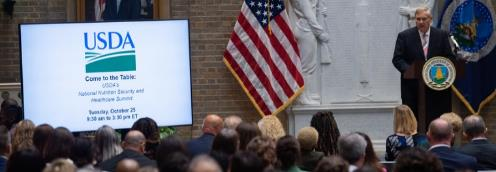 USDA
Come to the Table:
USDA's
National Nutrition Security and
Healthcare Summit
Tuesday, October 25
9:30 am to 3:30 pm ET